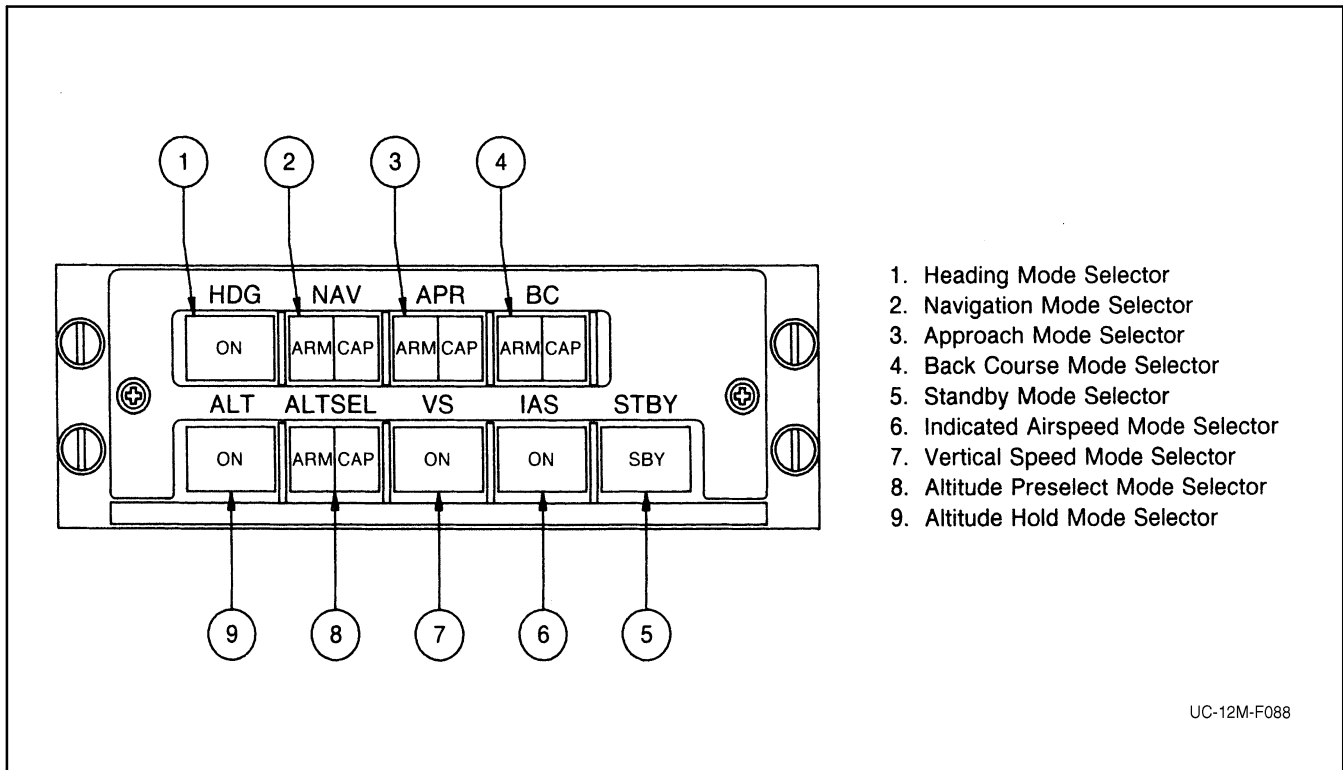 1 2 3 4
HDG NAV APR BC
ON ARM CAP ARM CAP ARM CAP
ALT ALTSEL VS IAS STBY
ON ARM CAP ON ON SBY
9 8 7 6 5
1. Heading Mode Selector
2. Navigation Mode Selector
3. Approach Mode Selector
4. Back Course Mode Selector
5. Standby Mode Selector
6. Indicated Airspeed Mode Selector
7. Vertical Speed Mode Selector
8. Altitude Preselect Mode Selector
9. Altitude Hold Mode Selector
UC-12M-F088